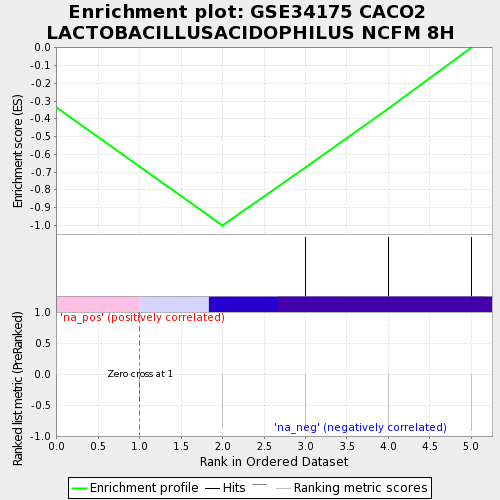 Enrichment plot: GSE34175 CACO2
LACTOBACILLUSACIDOPHILUS NCFM 8H
Enrichment score (ES)
0.0
-0.1
-0.2
-0.3
-0.4
-0.5
-0.6
-0.7
-0.8
-0.9
-1.0
Ranked list metric (PreRanked)
1.0
0.5
0.0
-0.5
-1.0
'na_pos' (positively correlated)
Zero cross at 1
'na_neg' (negatively correlated)
0.0 0.5 1.0 1.5 2.0 2.5 3.0 3.5 4.0 4.5 5.0
Rank in Ordered Dataset
Enrichment profile Hits Ranking metric scores